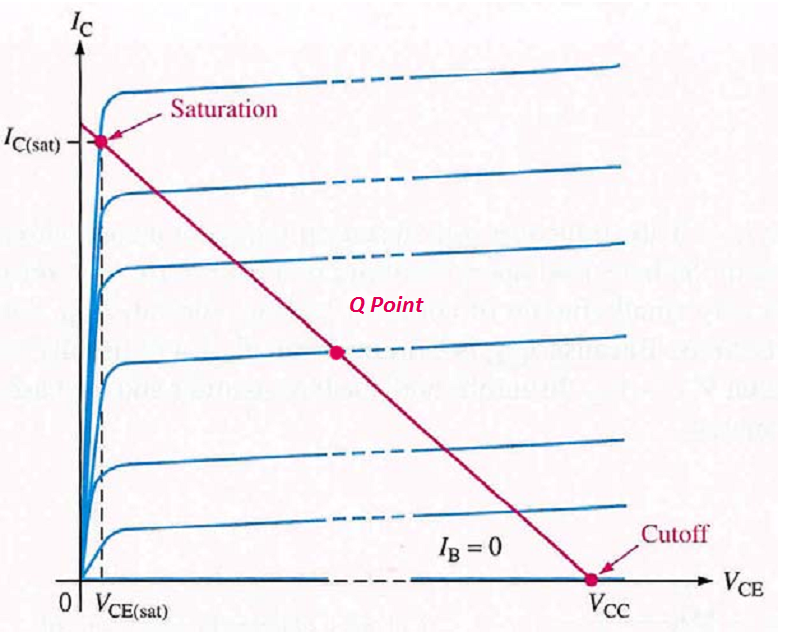 I_C
Saturation
I_C(sat)
Q Point
I_B = 0
Cutoff
V_CE
0
V_CE(sat)
V_CC